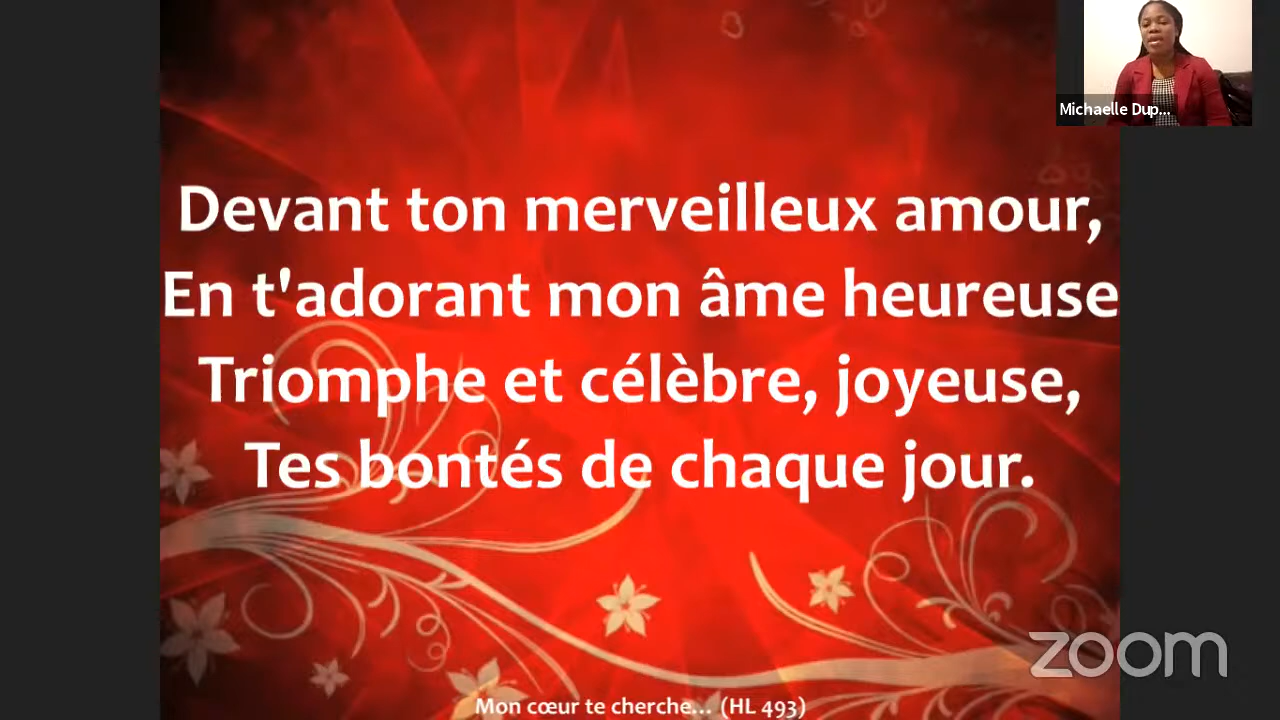 Michaelle Dup...
Devant ton merveilleux amour,
En t'adorant mon âme heureuse
Triomphe et célèbre, joyeuse,
Tes bontés de chaque jour.
zoom
Mon cœur te cherche... (HL 493)